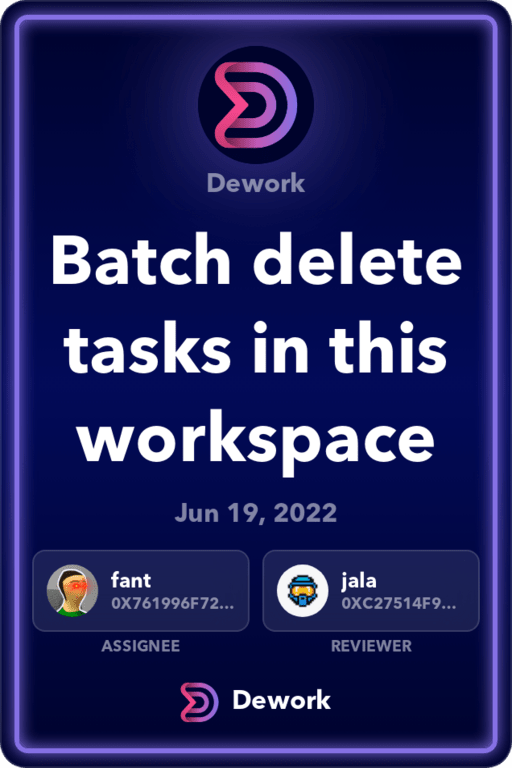 Dework
Batch delete
tasks in this
workspace
Jun 19, 2022
fant
0X761996F72...
ASSIGNEE
jala
0XC27514F9...
REVIEWER
Dework